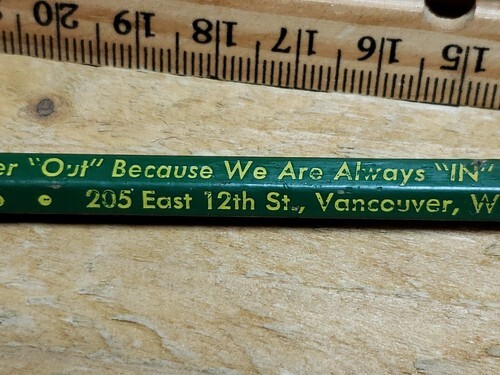 20 19 18 17 16 15
er "Out" Because We Are Always "IN"
205 East 12th St., Vancouver, W